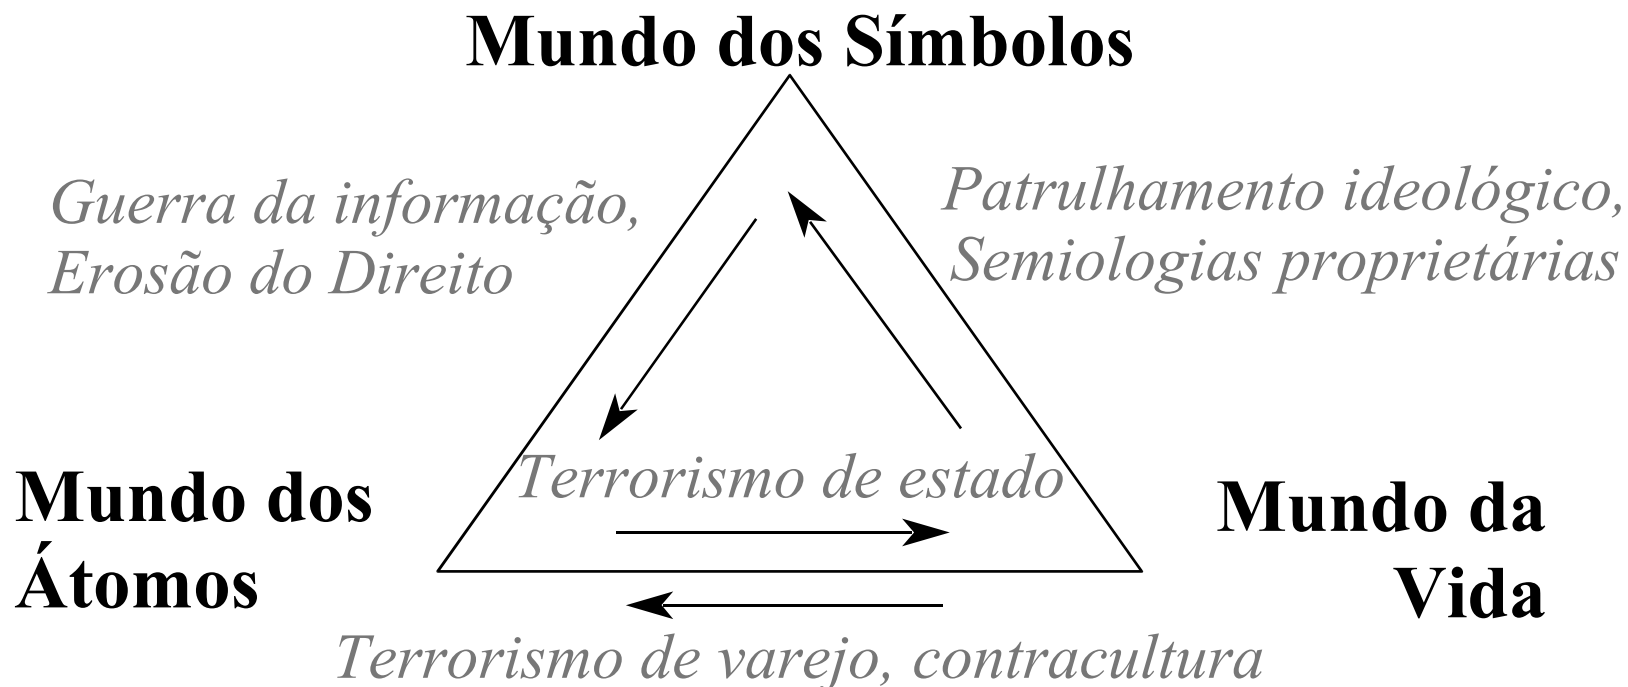 Mundo dos Símbolos
Guerra da informação,
Erosão do Direito
Patrulhamento ideológico,
Semiologias proprietárias
Terrorismo de estado
Mundo dos
Átomos
Mundo da
Vida
Terrorismo de varejo, contracultura